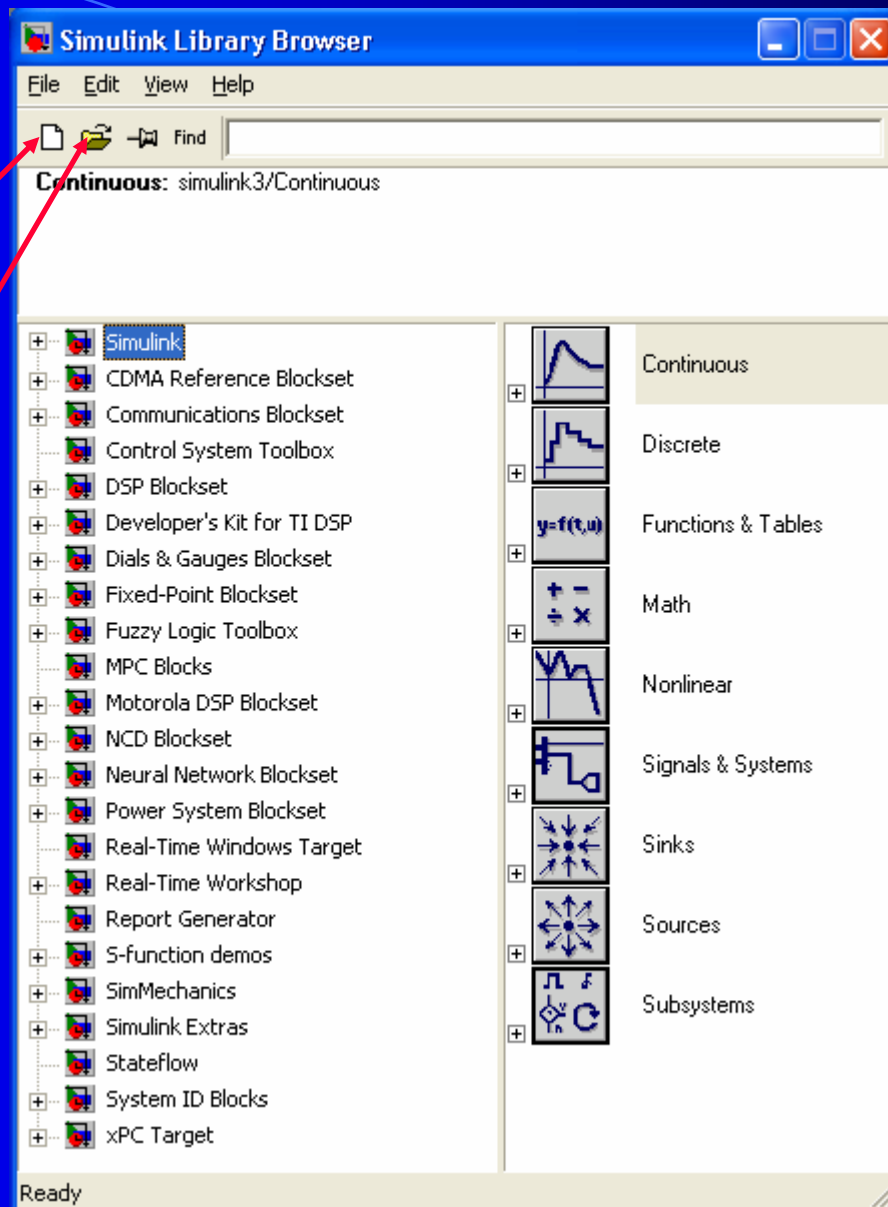 Simulink Library Browser
File Edit View Help
Find
Continuous: simulink3/Continuous
Simulink
CDMA Reference Blockset
Communications Blockset
Control System Toolbox
DSP Blockset
Developer's Kit for TI DSP
Dials & Gauges Blockset
Fixed-Point Blockset
Fuzzy Logic Toolbox
MPC Blocks
Motorola DSP Blockset
NCD Blockset
Neural Network Blockset
Power System Blockset
Real-Time Windows Target
Real-Time Workshop
Report Generator
S-function demos
SimMechanics
Simulink Extras
Stateflow
System ID Blocks
xPC Target
Continuous
Discrete
y=f(t,u) Functions & Tables
Math
Nonlinear
Signals & Systems
Sinks
Sources
Subsystems
Ready